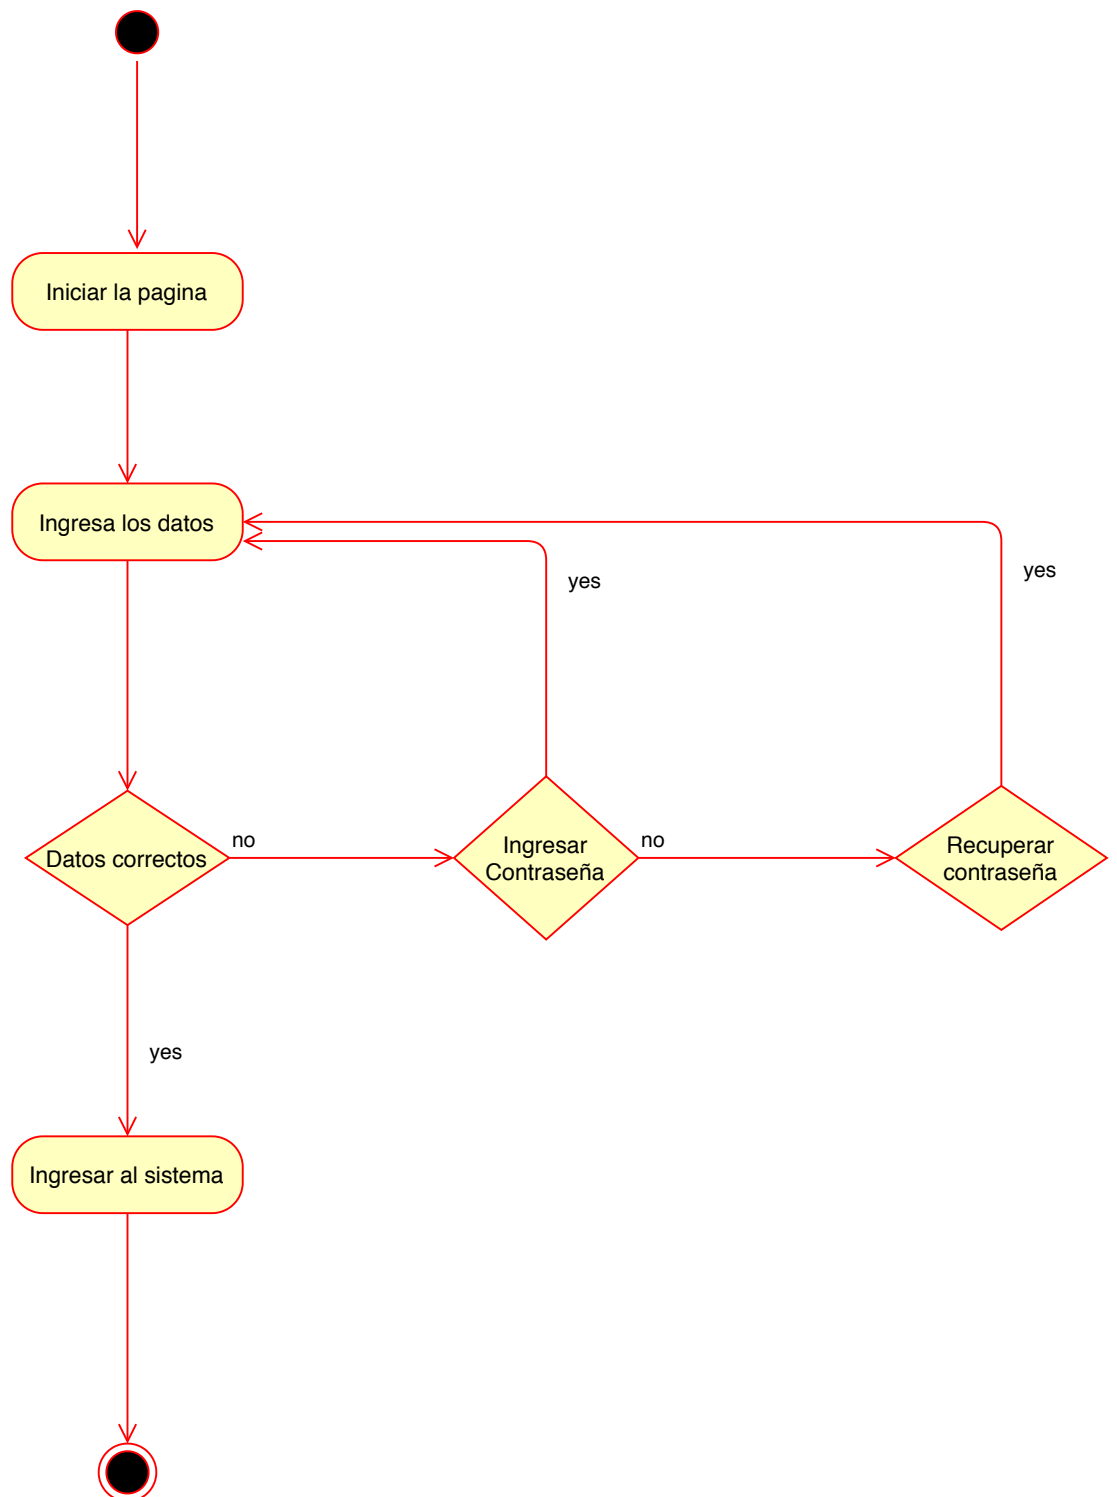 Iniciar la pagina
Ingresa los datos
yes
yes
Datos correctos
no
Ingresar
Contraseña
no
Recuperar
contraseña
yes
Ingresar al sistema